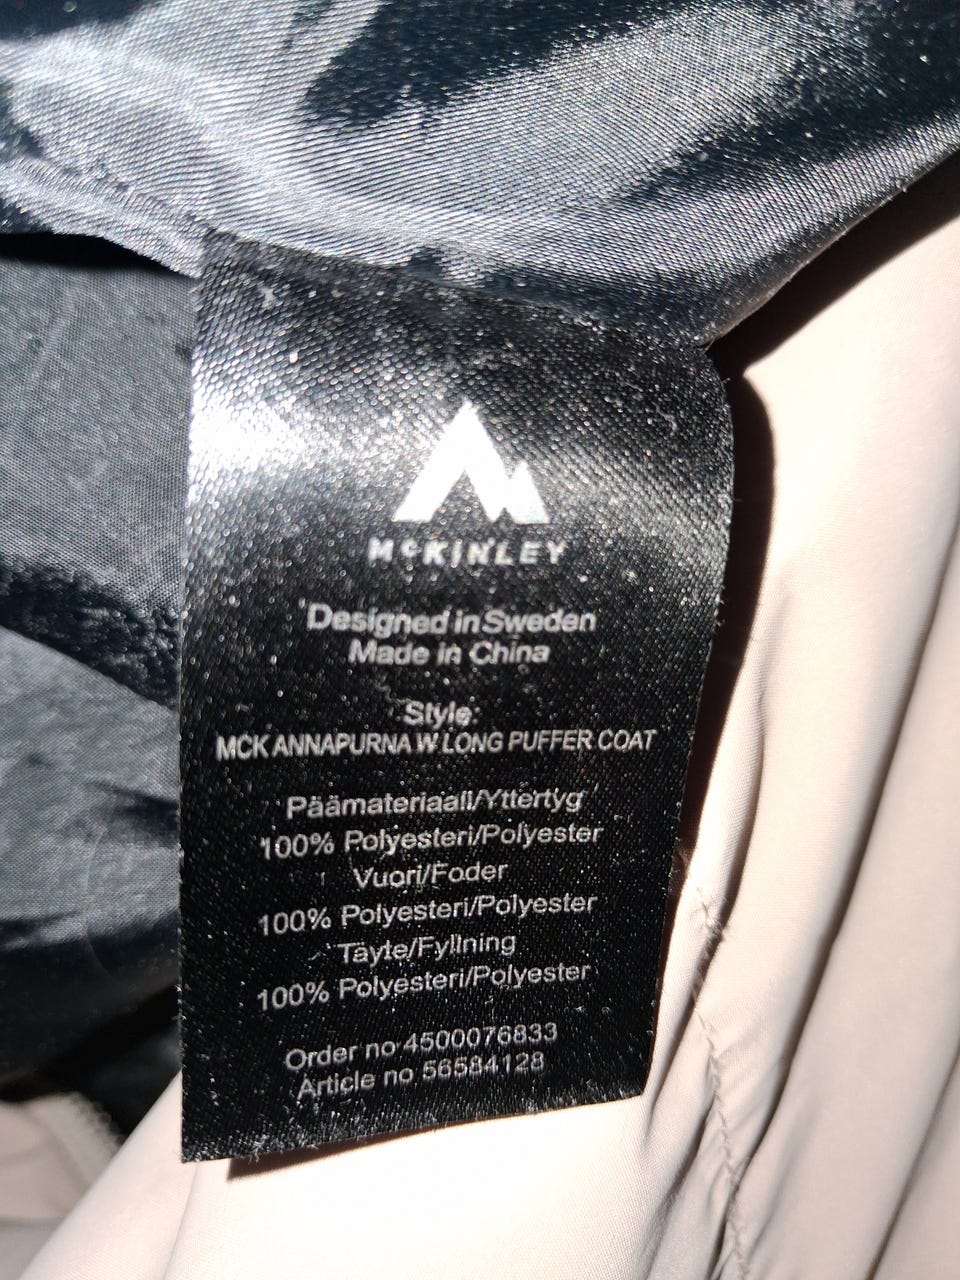 McKINLEY
Designed in Sweden
Made in China
Style:
MCK ANNAPURNA W LONG PUFFER COAT
Päämateriaali/Yttertyg
100% Polyesteri/Polyester
Vuori/Foder
100% Polyesteri/Polyester
Täyte/Fyllning
100% Polyesteri/Polyester
Order no 4500076833
Article no 56584128